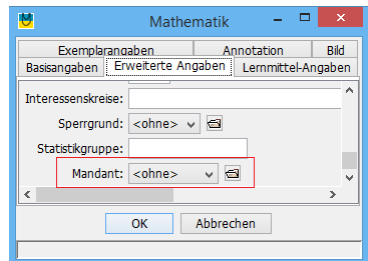 Mathematik
Exemplarangaben Annotation Bild
Basisangaben Erweiterte Angaben Lernmittel-Angaben
Interessenskreise:
Sperrgrund: <ohne>
Statistikgruppe:
Mandant: <ohne>
OK Abbrechen